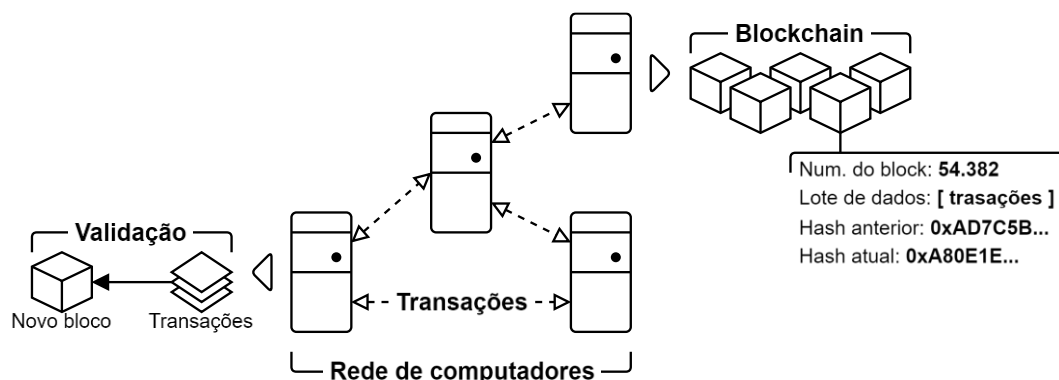 Blockchain
Num. do block: 54.382
Lote de dados: [ trasações ]
Hash anterior: 0xAD7C5B...
Hash atual: 0xA80E1E...
Validação
Novo bloco
Transações
Transações
Rede de computadores